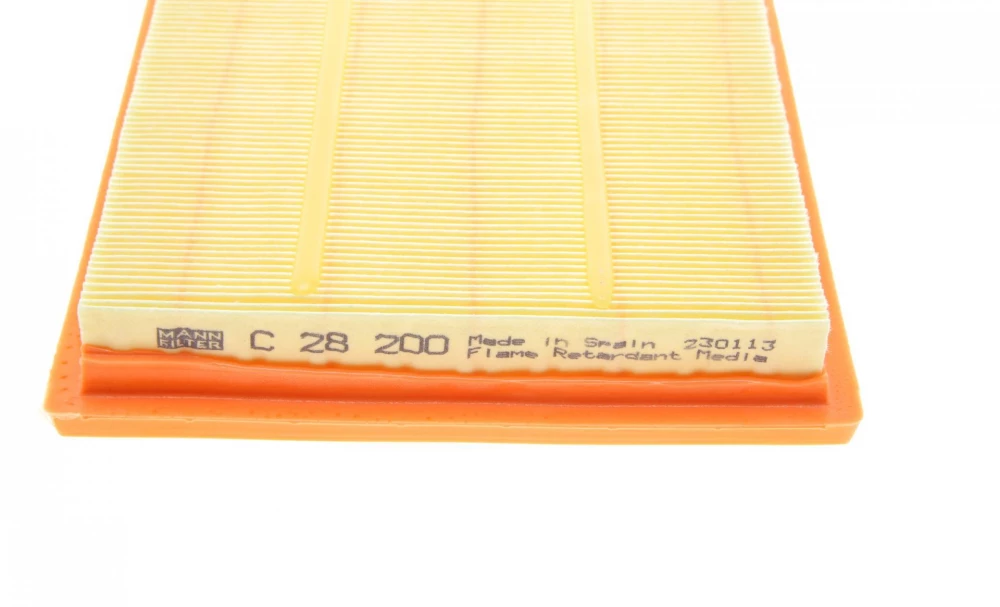 MANN FILTER C 28 200 Made in Spain 230113
Flame Retardant Media